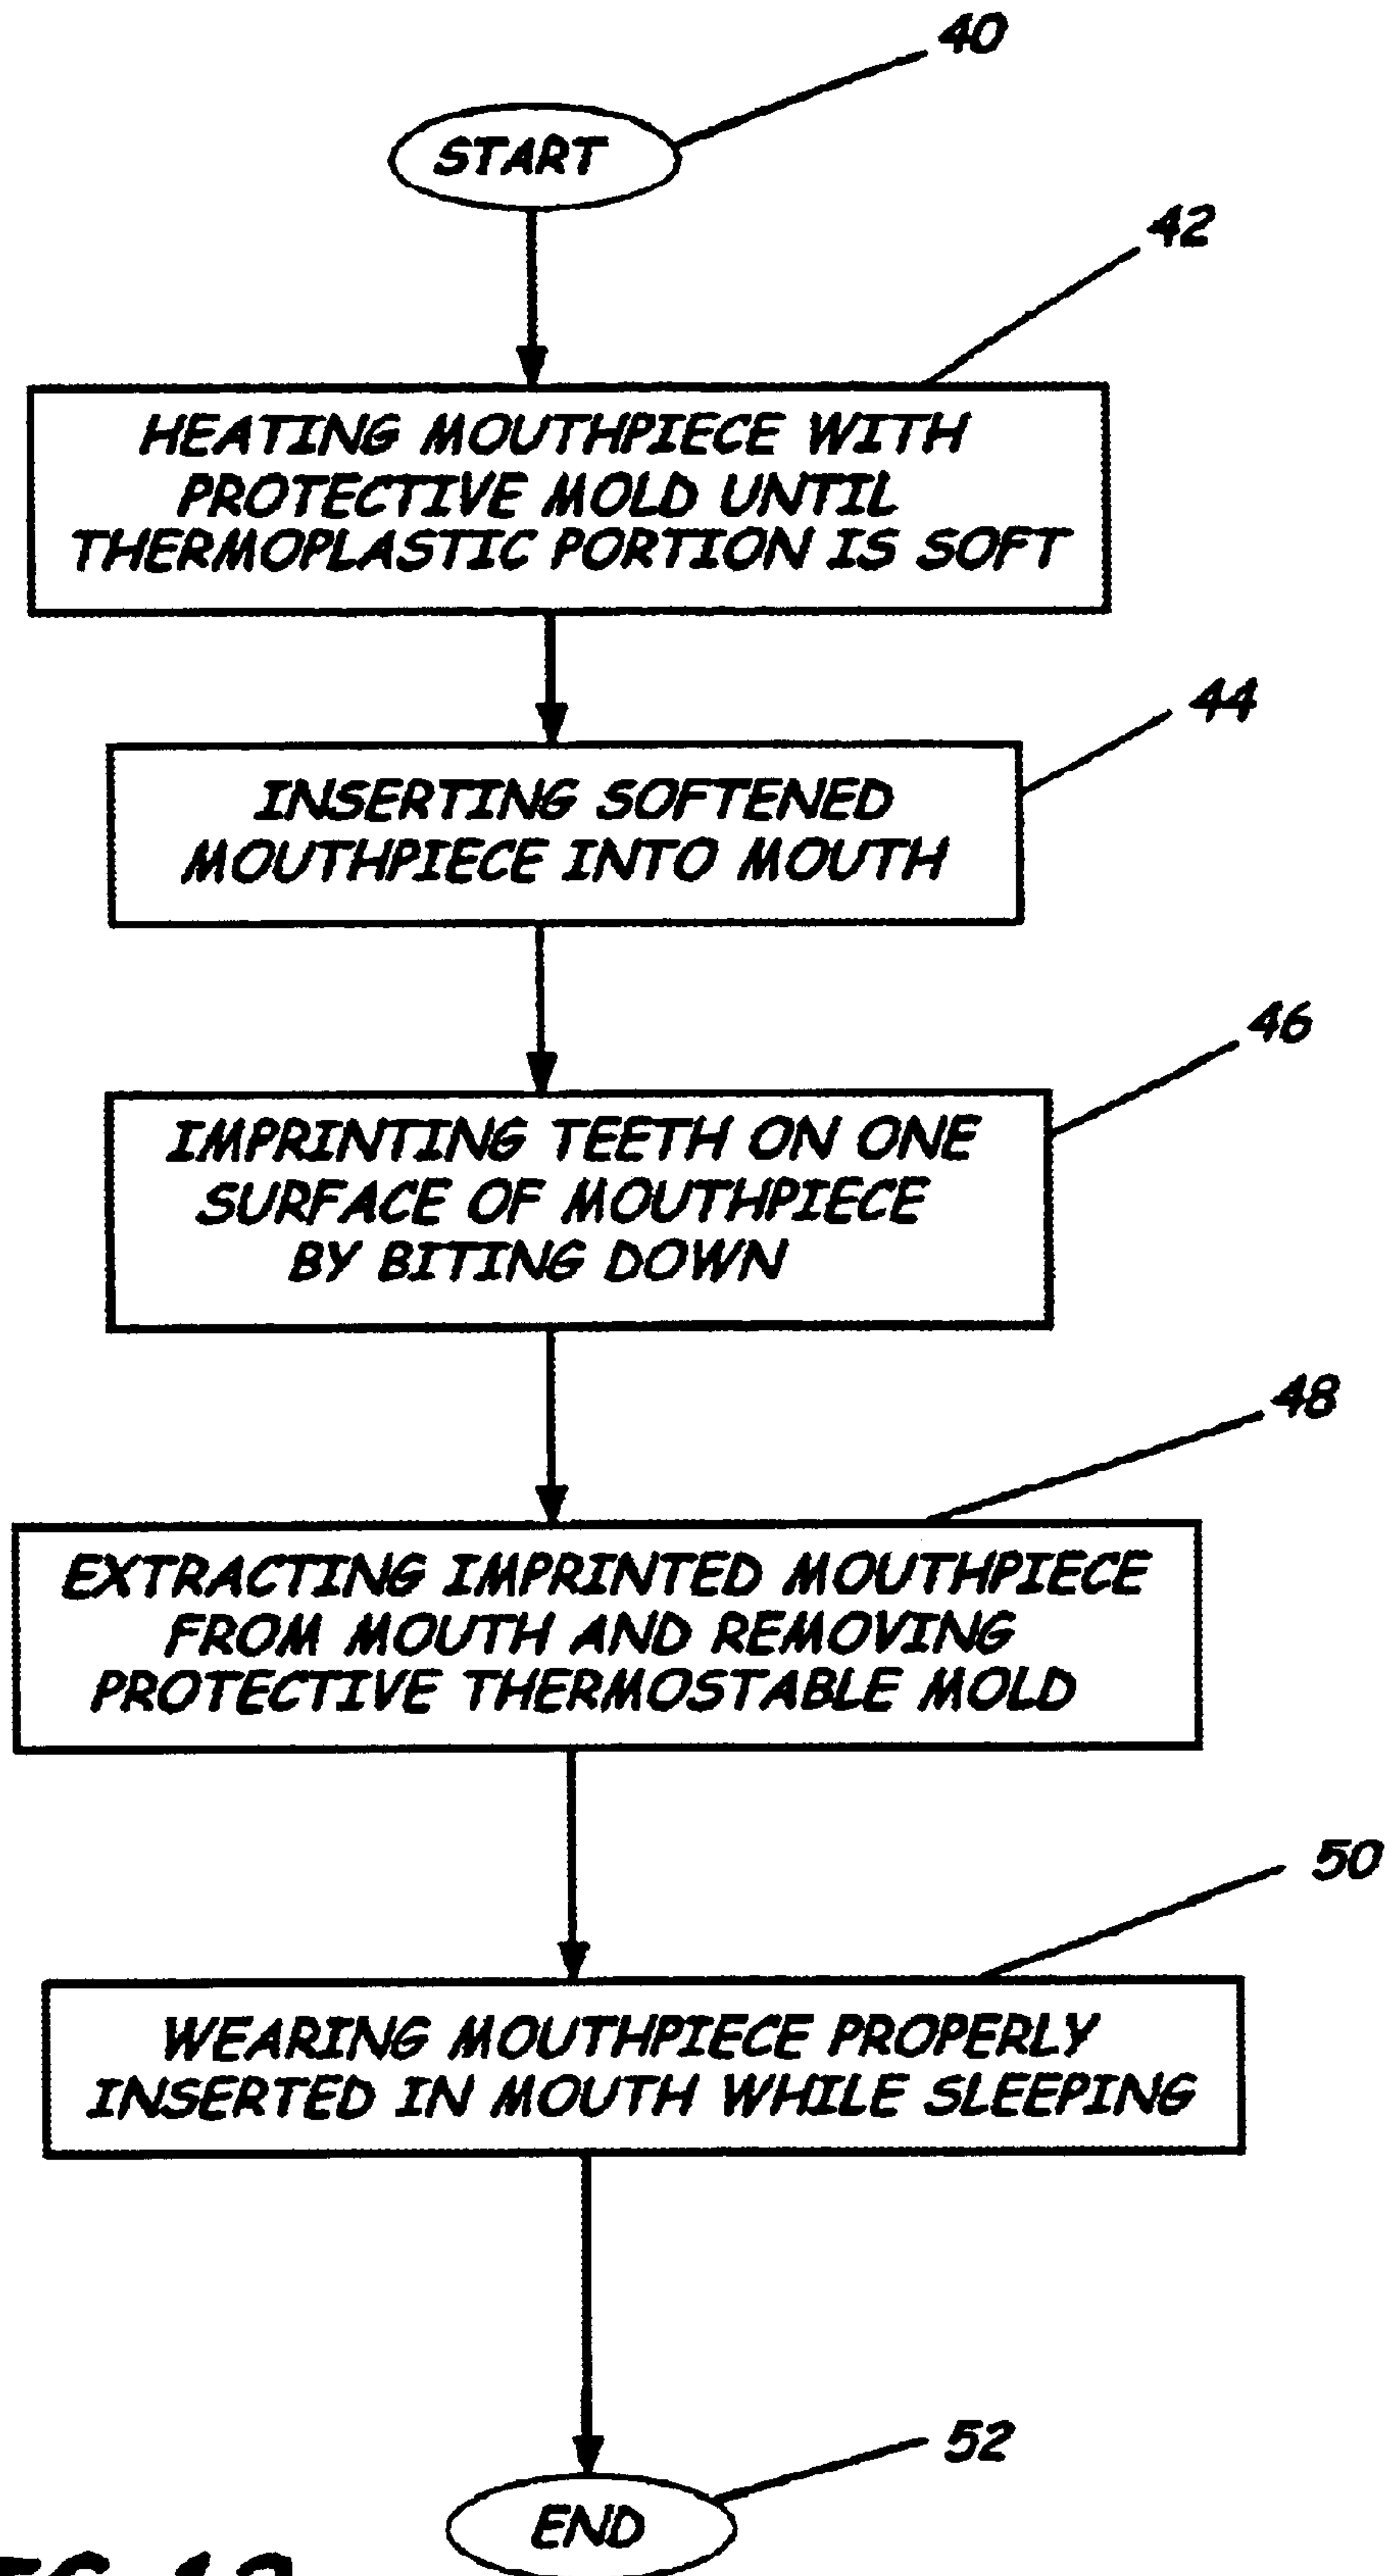 40
START
42
HEATING MOUTHPIECE WITH
PROTECTIVE MOLD UNTIL
THERMOPLASTIC PORTION IS SOFT
44
INSERTING SOFTENED
MOUTHPIECE INTO MOUTH
46
IMPRINTING TEETH ON ONE
SURFACE OF MOUTHPIECE
BY BITING DOWN
48
EXTRACTING IMPRINTED MOUTHPIECE
FROM MOUTH AND REMOVING
PROTECTIVE THERMOSTABLE MOLD
50
WEARING MOUTHPIECE PROPERLY
INSERTED IN MOUTH WHILE SLEEPING
52
END